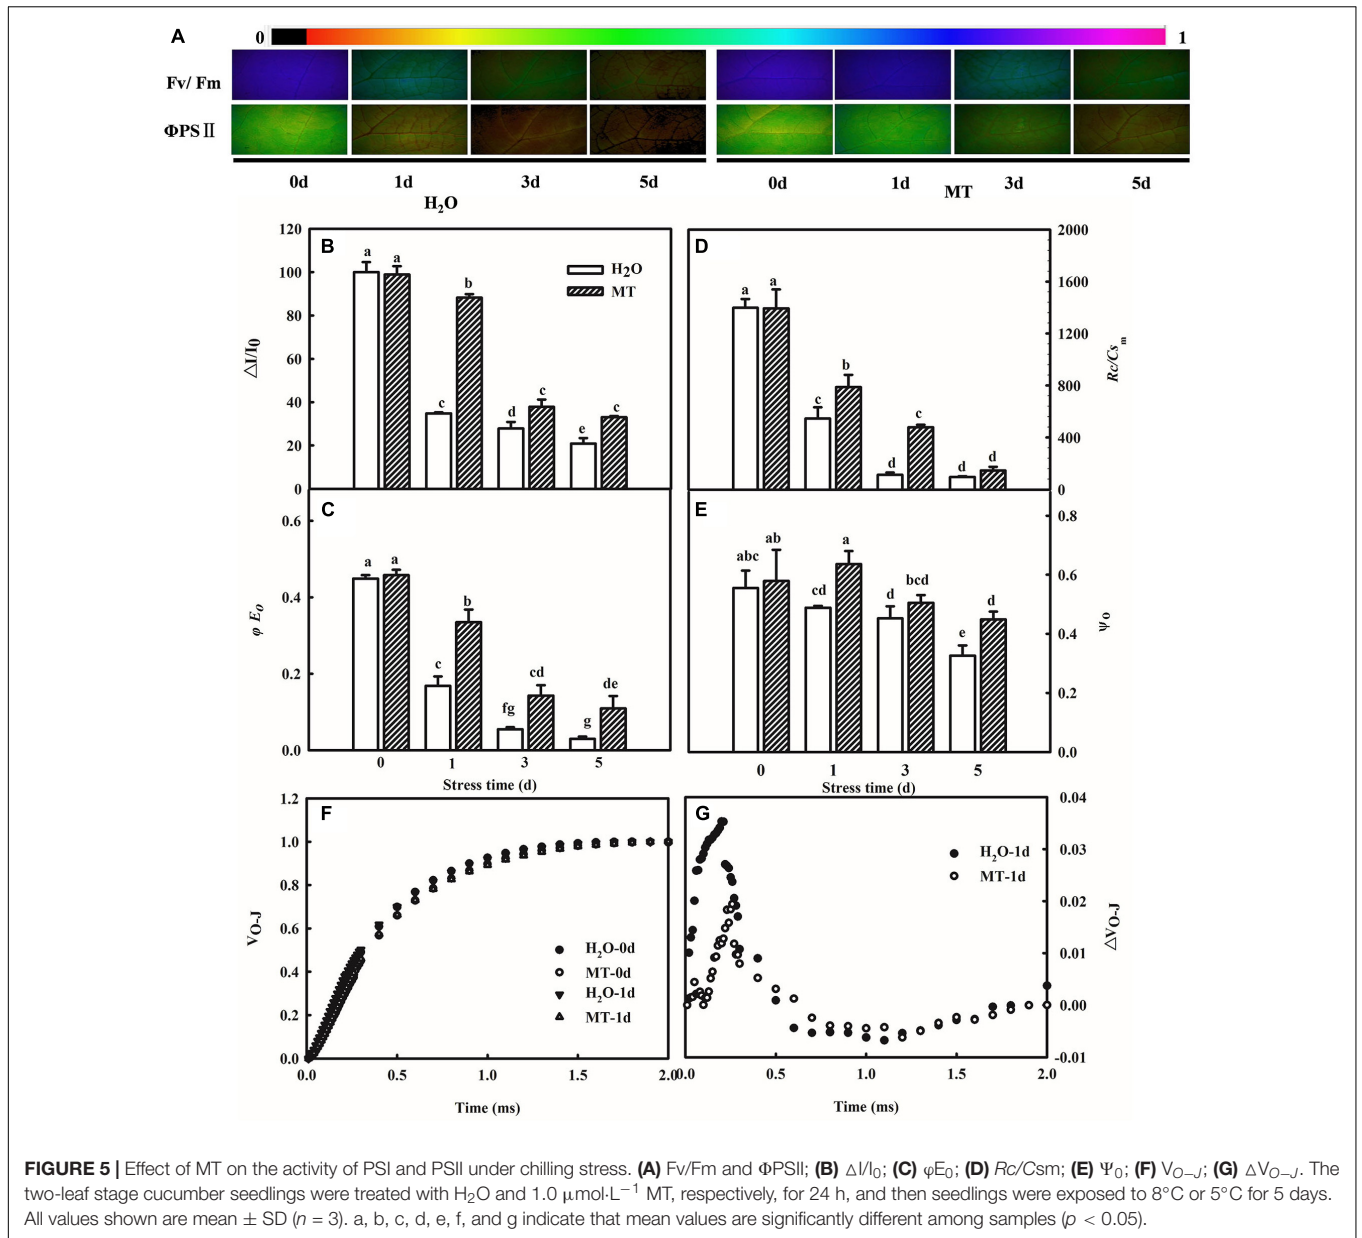 A
0
1
Fv/ Fm
ΦPSⅡ
0d 1d 3d 5d 0d 1d 3d 5d
H₂O MT
B
120
100
80
60
40
20
0
△I/I₀
a a b c d c e c
H₂O
MT
D
2000
1600
1200
800
400
0
Rc/Csₘ
a a c b d c d d
C
0.6
0.4
0.2
0.0
φ Eₒ
a a c b fg cd g de
0 1 3 5
Stress time (d)
E
0.8
0.6
0.4
0.2
0.0
Ψₒ
abc ab cd a d bcd e d
0 1 3 5
Stress time (d)
F
1.2
1.0
0.8
0.6
0.4
0.2
0.0
V_O-J
H₂O-0d
MT-0d
H₂O-1d
MT-1d
0.0 0.5 1.0 1.5 2.0
Time (ms)
G
0.04
0.03
0.02
0.01
0.00
-0.01
△V_O-J
H₂O-1d
MT-1d
0.0 0.5 1.0 1.5 2.0
Time (ms)
FIGURE 5 | Effect of MT on the activity of PSI and PSII under chilling stress. (A) Fv/Fm and ΦPSII; (B) △I/I₀; (C) φE₀; (D) Rc/Csm; (E) Ψ₀; (F) V_O–J; (G) △V_O–J. The
two-leaf stage cucumber seedlings were treated with H₂O and 1.0 μmol·L⁻¹ MT, respectively, for 24 h, and then seedlings were exposed to 8°C or 5°C for 5 days.
All values shown are mean ± SD (n = 3). a, b, c, d, e, f, and g indicate that mean values are significantly different among samples (p < 0.05).